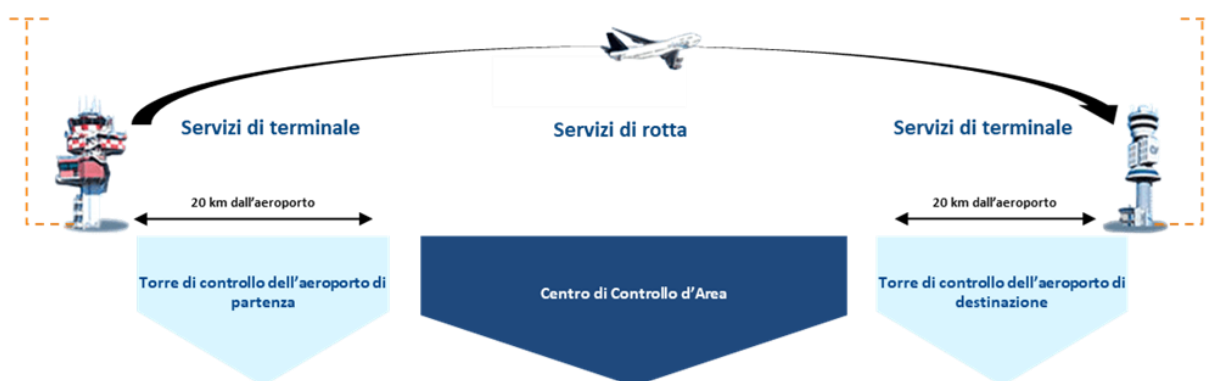 Servizi di terminale
Servizi di rotta
Servizi di terminale
20 km dall'aeroporto
20 km dall'aeroporto
Torre di controllo dell'aeroporto di
partenza
Centro di Controllo d'Area
Torre di controllo dell'aeroporto di
destinazione